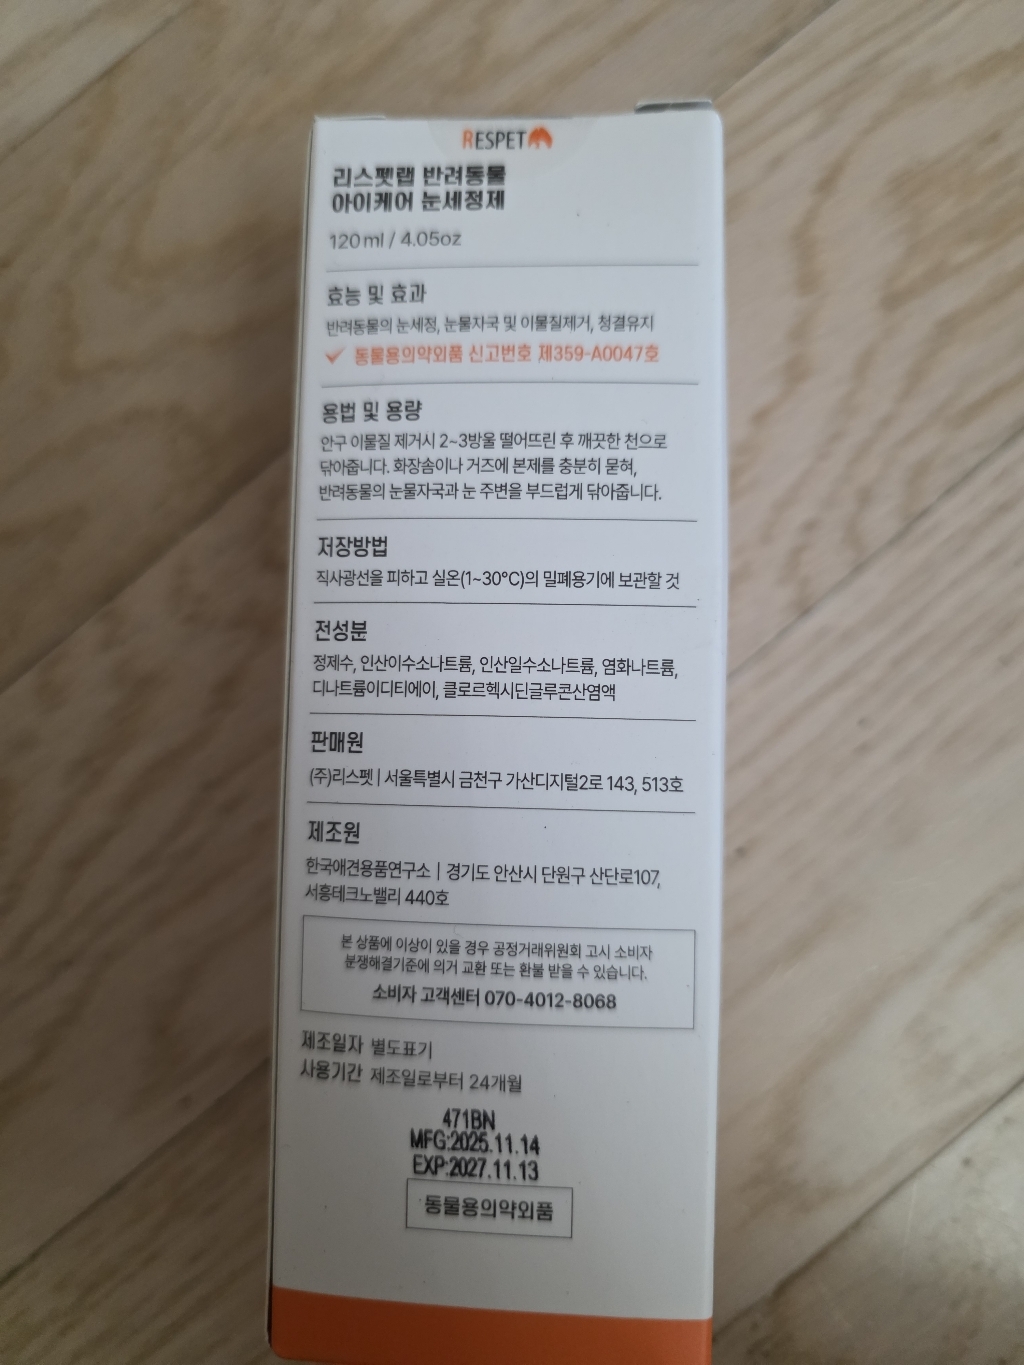 RESPET
리스펫랩 반려동물
아이케어 눈세정제
120ml / 4.05oz
효능 및 효과
반려동물의 눈세정, 눈물자국 및 이물질제거, 청결유지
동물용의약외품 신고번호 제359-A0047호
용법 및 용량
안구 이물질 제거시 2~3방울 떨어뜨린 후 깨끗한 천으로
닦아줍니다. 화장솜이나 거즈에 본제를 충분히 묻혀,
반려동물의 눈물자국과 눈 주변을 부드럽게 닦아줍니다.
저장방법
직사광선을 피하고 실온(1~30°C)의 밀폐용기에 보관할 것
전성분
정제수, 인산이수소나트륨, 인산일수소나트륨, 염화나트륨,
디나트륨이디티에이, 클로르헥시딘글루콘산염액
판매원
(주)리스펫 | 서울특별시 금천구 가산디지털2로 143, 513호
제조원
한국애견용품연구소 | 경기도 안산시 단원구 산단로107,
서흥테크노밸리 440호
본 상품에 이상이 있을 경우 공정거래위원회 고시 소비자
분쟁해결기준에 의거 교환 또는 환불 받을 수 있습니다.
소비자 고객센터 070-4012-8068
제조일자 별도표기
사용기간 제조일로부터 24개월
471BN
MFG:2025.11.14
EXP:2027.11.13
동물용의약외품